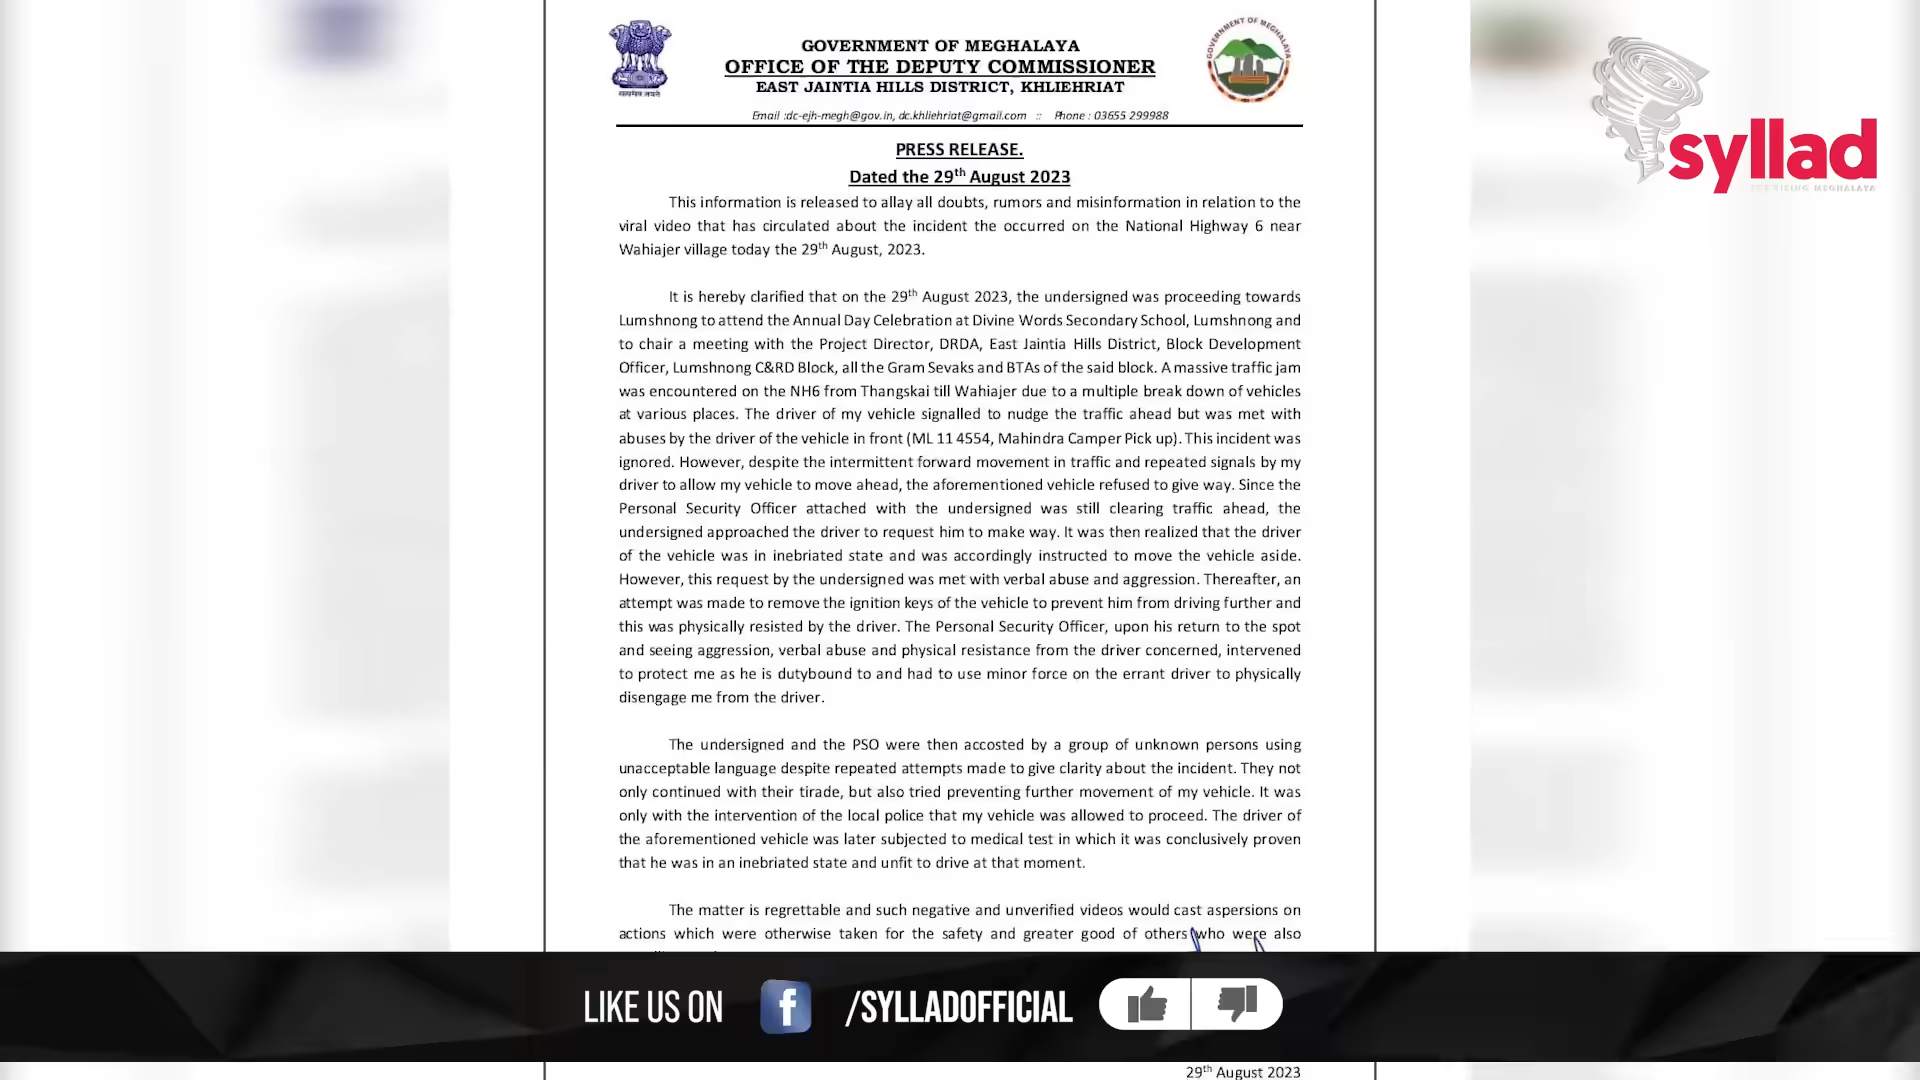 GOVERNMENT OF MEGHALAYA
OFFICE OF THE DEPUTY COMMISSIONER
EAST JAINTIA HILLS DISTRICT, KHLIEHRIAT
Email :dc-ejh-megh@gov.in, dc.khliehriat@gmail.com :: Phone : 03655 299988
सत्यमेव जयते
GOVERNMENT OF MEGHALAYA
syllad
THE RISING MEGHALAYA
PRESS RELEASE.
Dated the 29th August 2023
This information is released to allay all doubts, rumors and misinformation in relation to the
viral video that has circulated about the incident the occurred on the National Highway 6 near
Wahiajer village today the 29th August, 2023.
It is hereby clarified that on the 29th August 2023, the undersigned was proceeding towards
Lumshnong to attend the Annual Day Celebration at Divine Words Secondary School, Lumshnong and
to chair a meeting with the Project Director, DRDA, East Jaintia Hills District, Block Development
Officer, Lumshnong C&RD Block, all the Gram Sevaks and BTAs of the said block. A massive traffic jam
was encountered on the NH6 from Thangskai till Wahiajer due to a multiple break down of vehicles
at various places. The driver of my vehicle signalled to nudge the traffic ahead but was met with
abuses by the driver of the vehicle in front (ML 11 4554, Mahindra Camper Pick up). This incident was
ignored. However, despite the intermittent forward movement in traffic and repeated signals by my
driver to allow my vehicle to move ahead, the aforementioned vehicle refused to give way. Since the
Personal Security Officer attached with the undersigned was still clearing traffic ahead, the
undersigned approached the driver to request him to make way. It was then realized that the driver
of the vehicle was in inebriated state and was accordingly instructed to move the vehicle aside.
However, this request by the undersigned was met with verbal abuse and aggression. Thereafter, an
attempt was made to remove the ignition keys of the vehicle to prevent him from driving further and
this was physically resisted by the driver. The Personal Security Officer, upon his return to the spot
and seeing aggression, verbal abuse and physical resistance from the driver concerned, intervened
to protect me as he is dutybound to and had to use minor force on the errant driver to physically
disengage me from the driver.
The undersigned and the PSO were then accosted by a group of unknown persons using
unacceptable language despite repeated attempts made to give clarity about the incident. They not
only continued with their tirade, but also tried preventing further movement of my vehicle. It was
only with the intervention of the local police that my vehicle was allowed to proceed. The driver of
the aforementioned vehicle was later subjected to medical test in which it was conclusively proven
that he was in an inebriated state and unfit to drive at that moment.
The matter is regrettable and such negative and unverified videos would cast aspersions on
actions which were otherwise taken for the safety and greater good of others who were also
LIKE US ON f /SYLLADOFFICIAL
29th August 2023